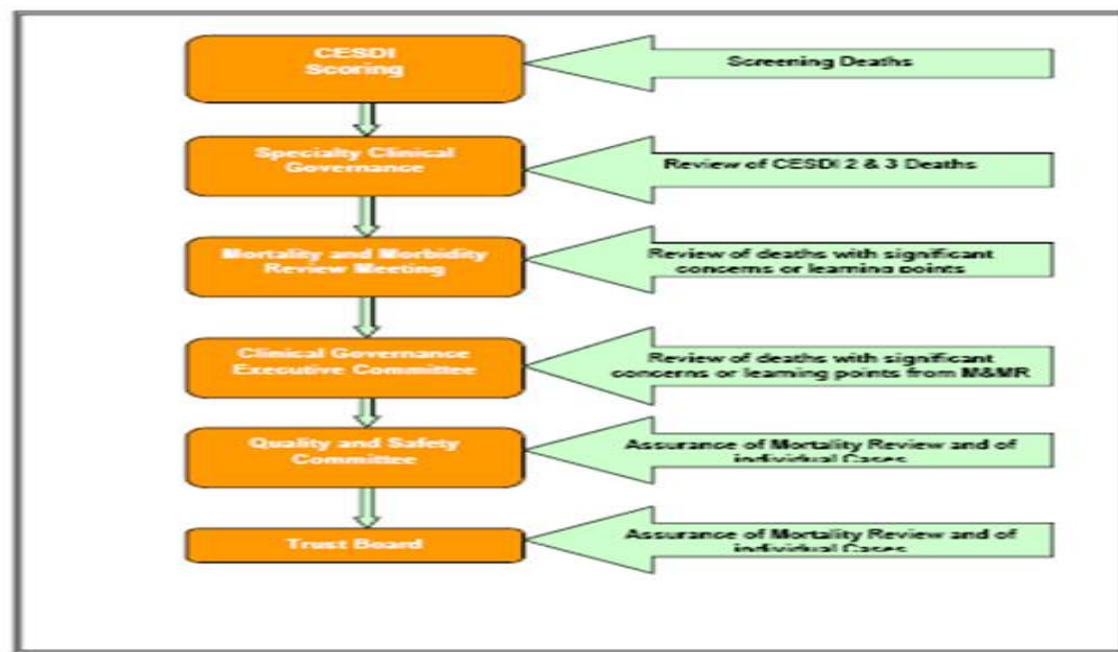 CESDI
Scoring
Screening Deaths
Specialty Clinical
Governance
Review of CESDI 2 & 3 Deaths
Mortality and Morbidity
Review Meeting
Review of deaths with significant
concerns or learning points
Clinical Governance
Executive Committee
Review of deaths with significant
concerns or learning points from M&MR
Quality and Safety
Committee
Assurance of Mortality Review and of
individual Cases
Trust Board
Assurance of Mortality Review and of
individual Cases